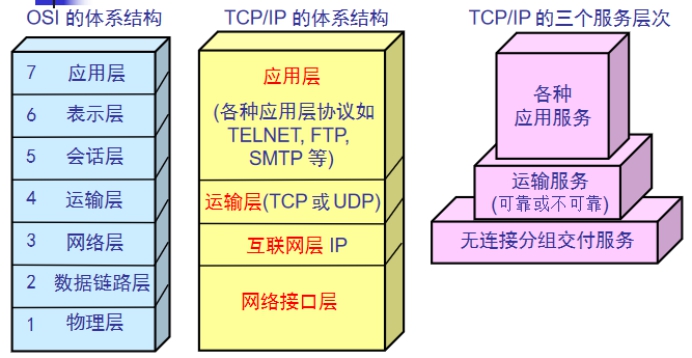 OSI 的体系结构
7 应用层
6 表示层
5 会话层
4 运输层
3 网络层
2 数据链路层
1 物理层
TCP/IP 的体系结构
应用层
(各种应用层协议如
TELNET, FTP,
SMTP 等)
运输层(TCP 或 UDP)
互联网层 IP
网络接口层
TCP/IP 的三个服务层次
各种
应用服务
运输服务
(可靠或不可靠)
无连接分组交付服务